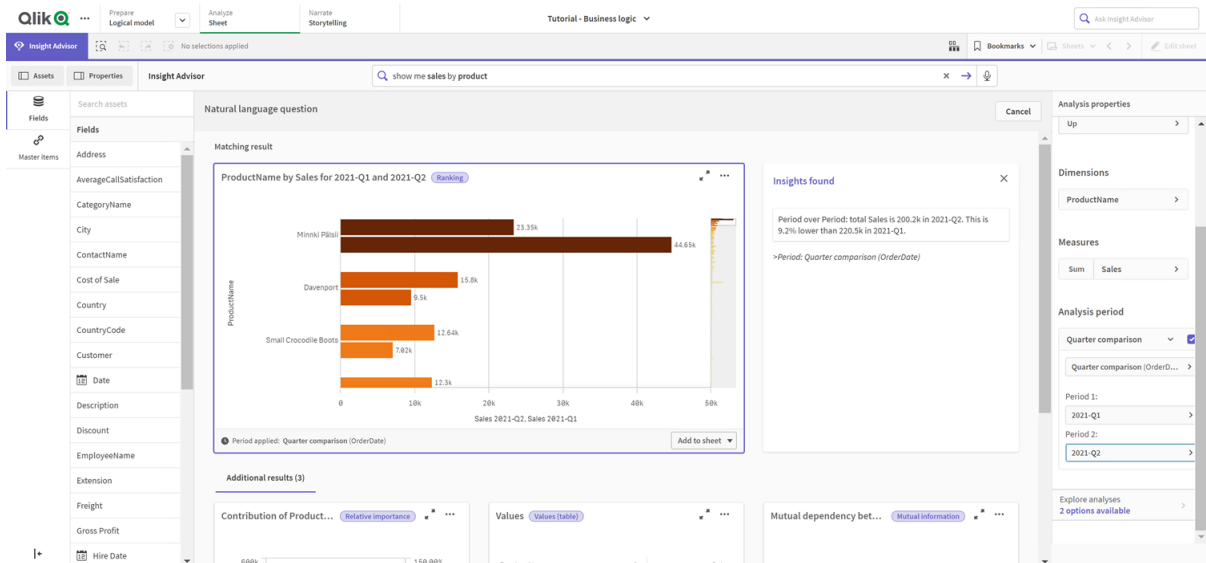 Qlik
Prepare
Logical model
Analyze
Sheet
Narrate
Storytelling
Tutorial - Business logic
Ask Insight Advisor
Insight Advisor
No selections applied
Bookmarks
Sheets
Edit sheet
Assets
Properties
Insight Advisor
show me sales by product
Fields
Master items
Search assets
Fields
Address
AverageCallSatisfaction
CategoryName
City
ContactName
Cost of Sale
Country
CountryCode
Customer
Date
Description
Discount
EmployeeName
Extension
Freight
Gross Profit
Hire Date
Natural language question
Cancel
Matching result
ProductName by Sales for 2021-Q1 and 2021-Q2 Ranking
ProductName
Minnki Pälsii
23.35k
44.65k
Davenport
15.8k
9.5k
Small Crocodile Boots
12.64k
7.02k
12.3k
0 10k 20k 30k 40k 50k
Sales 2021-Q2, Sales 2021-Q1
Period applied: Quarter comparison (OrderDate)
Add to sheet
Insights found
Period over Period: total Sales is 200.2k in 2021-Q2. This is
9.2% lower than 220.5k in 2021-Q1.
>Period: Quarter comparison (OrderDate)
Additional results (3)
Contribution of Product... Relative importance
600k 150.00%
Values Values (table)
Mutual dependency bet... Mutual information
Analysis properties
Up
Dimensions
ProductName
Measures
Sum Sales
Analysis period
Quarter comparison
Quarter comparison (OrderD...
Period 1:
2021-Q1
Period 2:
2021-Q2
Explore analyses
2 options available